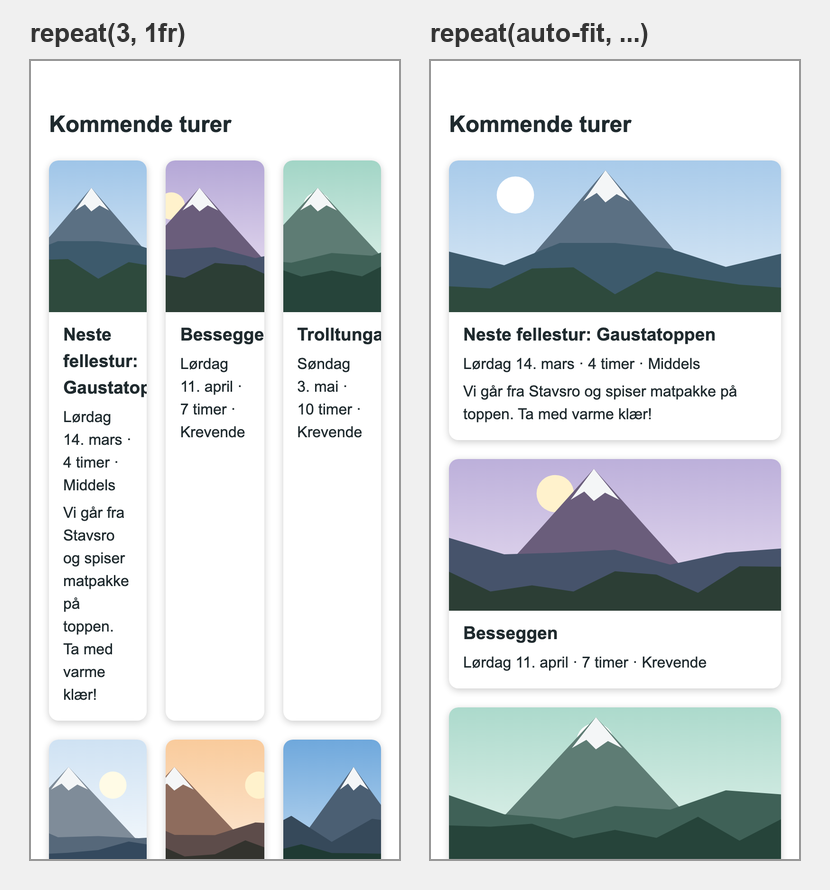 repeat(3, 1fr)
Kommende turer
Neste
fellestur:
Gaustatop
Lørdag
14. mars ·
4 timer ·
Middels
Vi går fra
Stavsro
og spiser
matpakke
på
toppen.
Ta med
varme
klær!
Bessegge
Lørdag
11. april ·
7 timer ·
Krevende
Trolltunga
Søndag
3. mai ·
10 timer ·
Krevende
repeat(auto-fit, ...)
Kommende turer
Neste fellestur: Gaustatoppen
Lørdag 14. mars · 4 timer · Middels
Vi går fra Stavsro og spiser matpakke på
toppen. Ta med varme klær!
Besseggen
Lørdag 11. april · 7 timer · Krevende